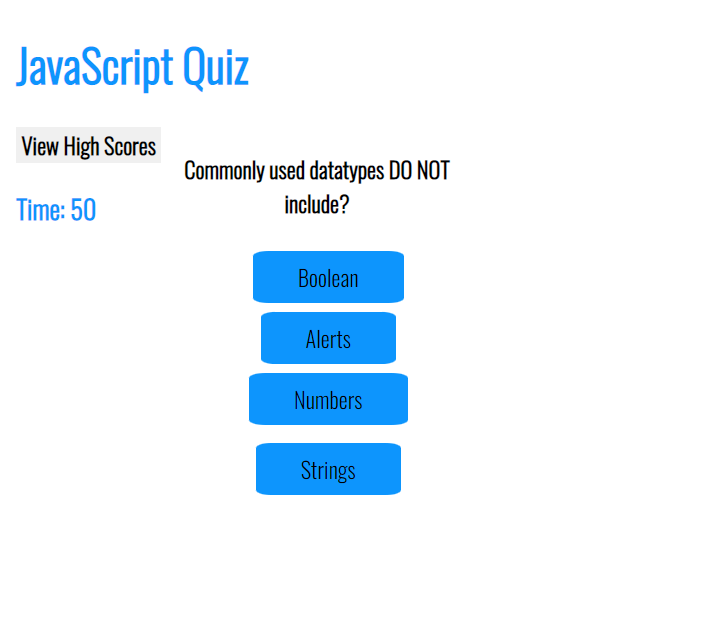 JavaScript Quiz
View High Scores
Time: 50
Commonly used datatypes DO NOT
include?
Boolean
Alerts
Numbers
Strings